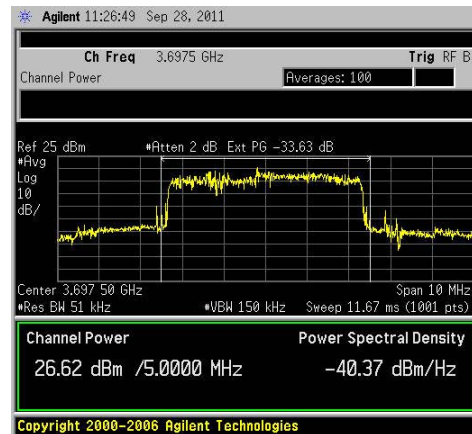 Agilent 11:26:49 Sep 28, 2011
Ch Freq 3.6975 GHz Trig RF B
Channel Power Averages: 100
Ref 25 dBm #Atten 2 dB Ext PG -33.63 dB
#Avg
Log
10
dB/
Center 3.697 50 GHz Span 10 MHz
#Res BW 51 kHz #VBW 150 kHz Sweep 11.67 ms (1001 pts)
Channel Power Power Spectral Density
26.62 dBm /5.0000 MHz -40.37 dBm/Hz
Copyright 2000-2006 Agilent Technologies